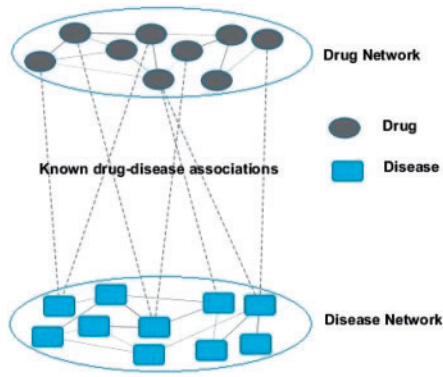 Drug Network
Drug
Known drug-disease associations
Disease
Disease Network